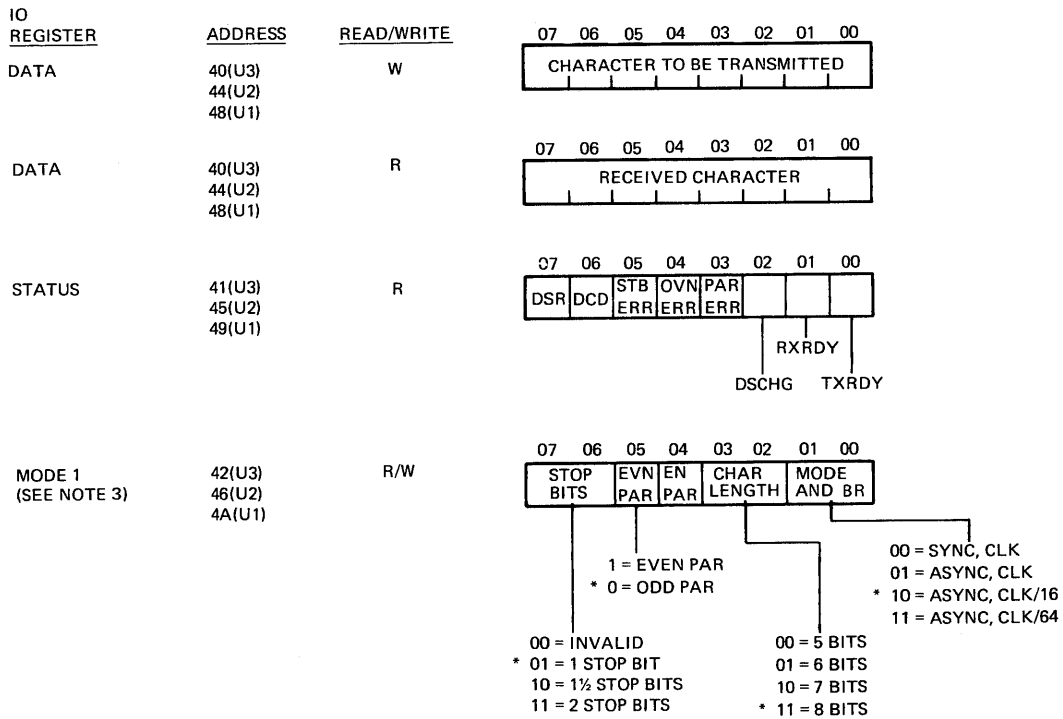 IO
REGISTER ADDRESS READ/WRITE
07 06 05 04 03 02 01 00
DATA 40(U3) W CHARACTER TO BE TRANSMITTED
44(U2)
48(U1)
07 06 05 04 03 02 01 00
DATA 40(U3) R RECEIVED CHARACTER
44(U2)
48(U1)
07 06 05 04 03 02 01 00
STATUS 41(U3) R DSR DCD STB ERR OVN ERR PAR ERR
45(U2)
49(U1)
RXRDY
DSCHG TXRDY
07 06 05 04 03 02 01 00
MODE 1 42(U3) R/W STOP BITS EVN PAR EN PAR CHAR LENGTH MODE AND BR
(SEE NOTE 3) 46(U2)
4A(U1)
1 = EVEN PAR
* 0 = ODD PAR
00 = SYNC, CLK
01 = ASYNC, CLK
* 10 = ASYNC, CLK/16
11 = ASYNC, CLK/64
00 = INVALID
* 01 = 1 STOP BIT
10 = 1½ STOP BITS
11 = 2 STOP BITS
00 = 5 BITS
01 = 6 BITS
10 = 7 BITS
* 11 = 8 BITS